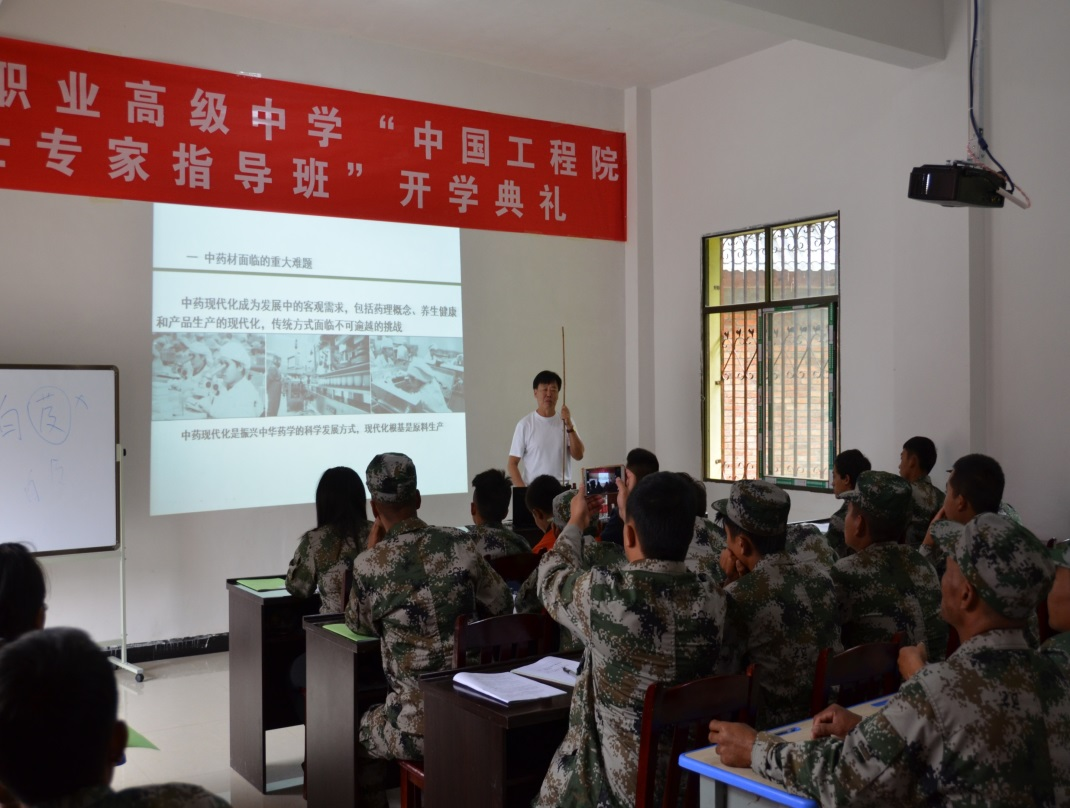 职业高级中学“中国工程院
士专家指导班”开学典礼
一 中药材面临的重大难题
中药现代化成为发展中的客观需求，包括药理概念、养生健康
和产品生产的现代化，传统方式面临不可逾越的挑战
中药现代化是振兴中华药学的科学发展方式，现代化根基是原料生产